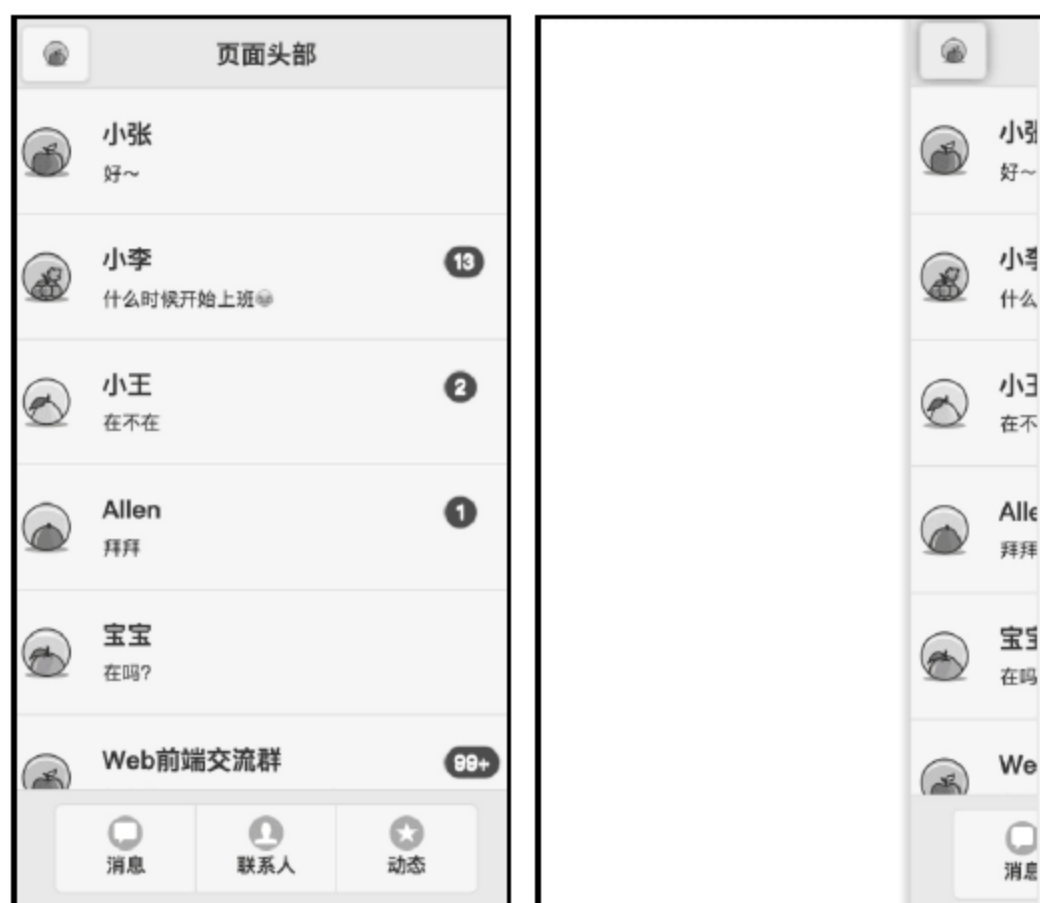 页面头部
小张
好～
小李
13
什么时候开始上班
小王
2
在不在
Allen
1
拜拜
宝宝
在吗?
Web前端交流群
99+
消息
联系人
动态
小
好～
小
什么
小
在不
Alle
拜拜
宝
在吗
We
消息